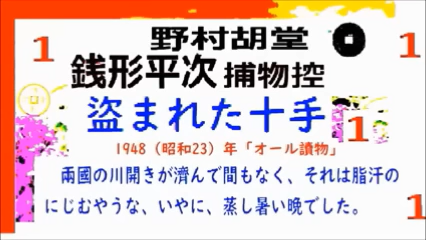 野村胡堂
銭形平次 捕物控
盗まれた十手
1948（昭和23）年「オール讀物」
兩國の川開きが濟んで間もなく、それは脂汗の
にじむやうな、いやに、蒸し暑い晩でした。
1
1
1
1
1